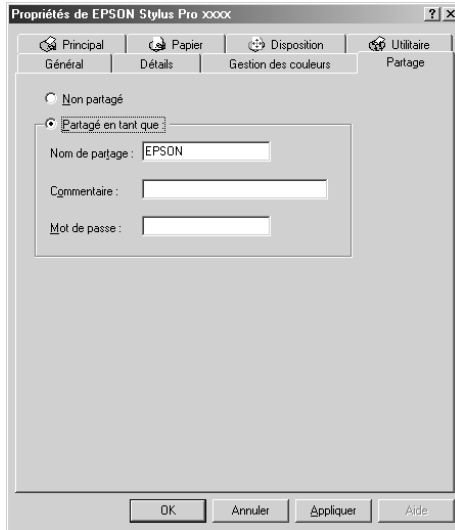 Propriétés de EPSON Stylus Pro xxxx
Principal Papier Disposition Utilitaire
Général Détails Gestion des couleurs Partage
Non partagé
Partagé en tant que :
Nom de partage : EPSON
Commentaire :
Mot de passe :
OK Annuler Appliquer Aide